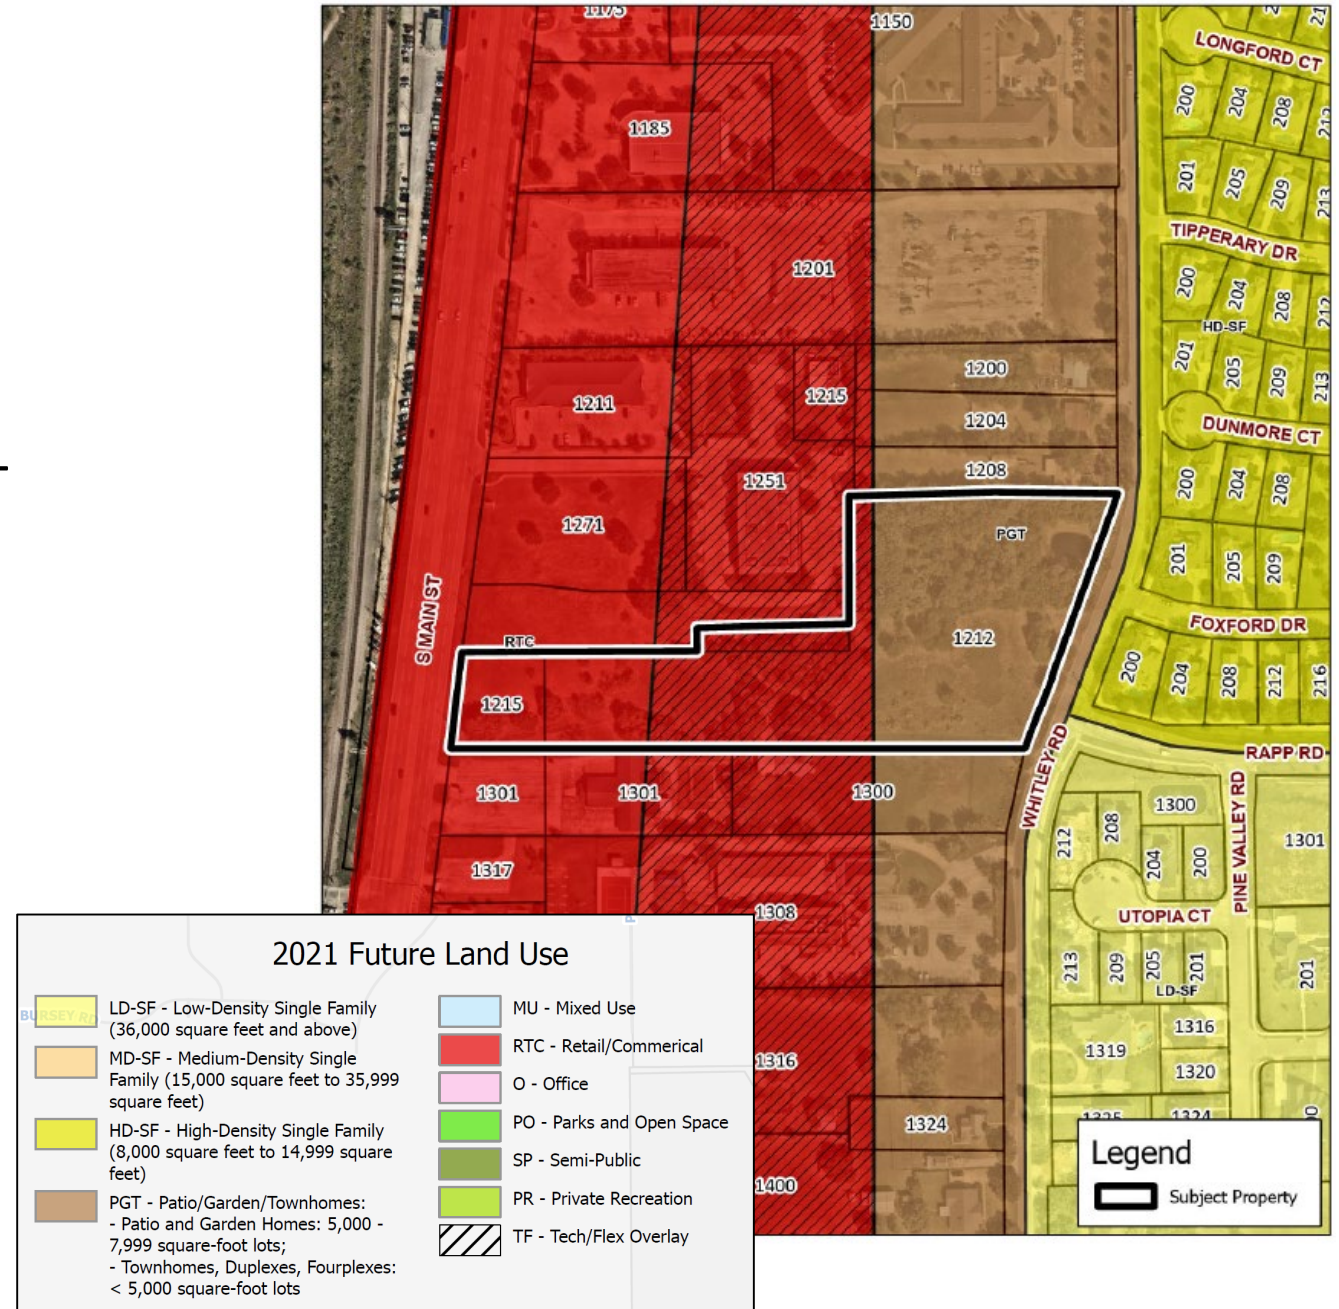 1175
1150
LONGFORD CT
200
204
208
212
1185
201
205
209
213
TIPPERARY DR
1201
200
204
208
212
HD-SF
1200
201
205
209
213
1211
1215
1204
DUNMORE CT
1208
1251
200
204
208
1271
PGT
201
205
209
S MAIN ST
RTC
1212
FOXFORD DR
200
204
208
212
216
1215
WHITLEY RD
RAPP RD
1301
1301
1300
PINE VALLEY RD
1300
212
208
204
200
1301
1317
1308
UTOPIA CT
213
209
205
201
201
LD-SF
1316
1319
1316
1320
1324
1325
1324
1400
2021 Future Land Use
BURSEY RD
LD-SF - Low-Density Single Family
(36,000 square feet and above)
MD-SF - Medium-Density Single
Family (15,000 square feet to 35,999
square feet)
HD-SF - High-Density Single Family
(8,000 square feet to 14,999 square
feet)
PGT - Patio/Garden/Townhomes:
- Patio and Garden Homes: 5,000 -
7,999 square-foot lots;
- Townhomes, Duplexes, Fourplexes:
< 5,000 square-foot lots
MU - Mixed Use
RTC - Retail/Commerical
O - Office
PO - Parks and Open Space
SP - Semi-Public
PR - Private Recreation
TF - Tech/Flex Overlay
Legend
Subject Property